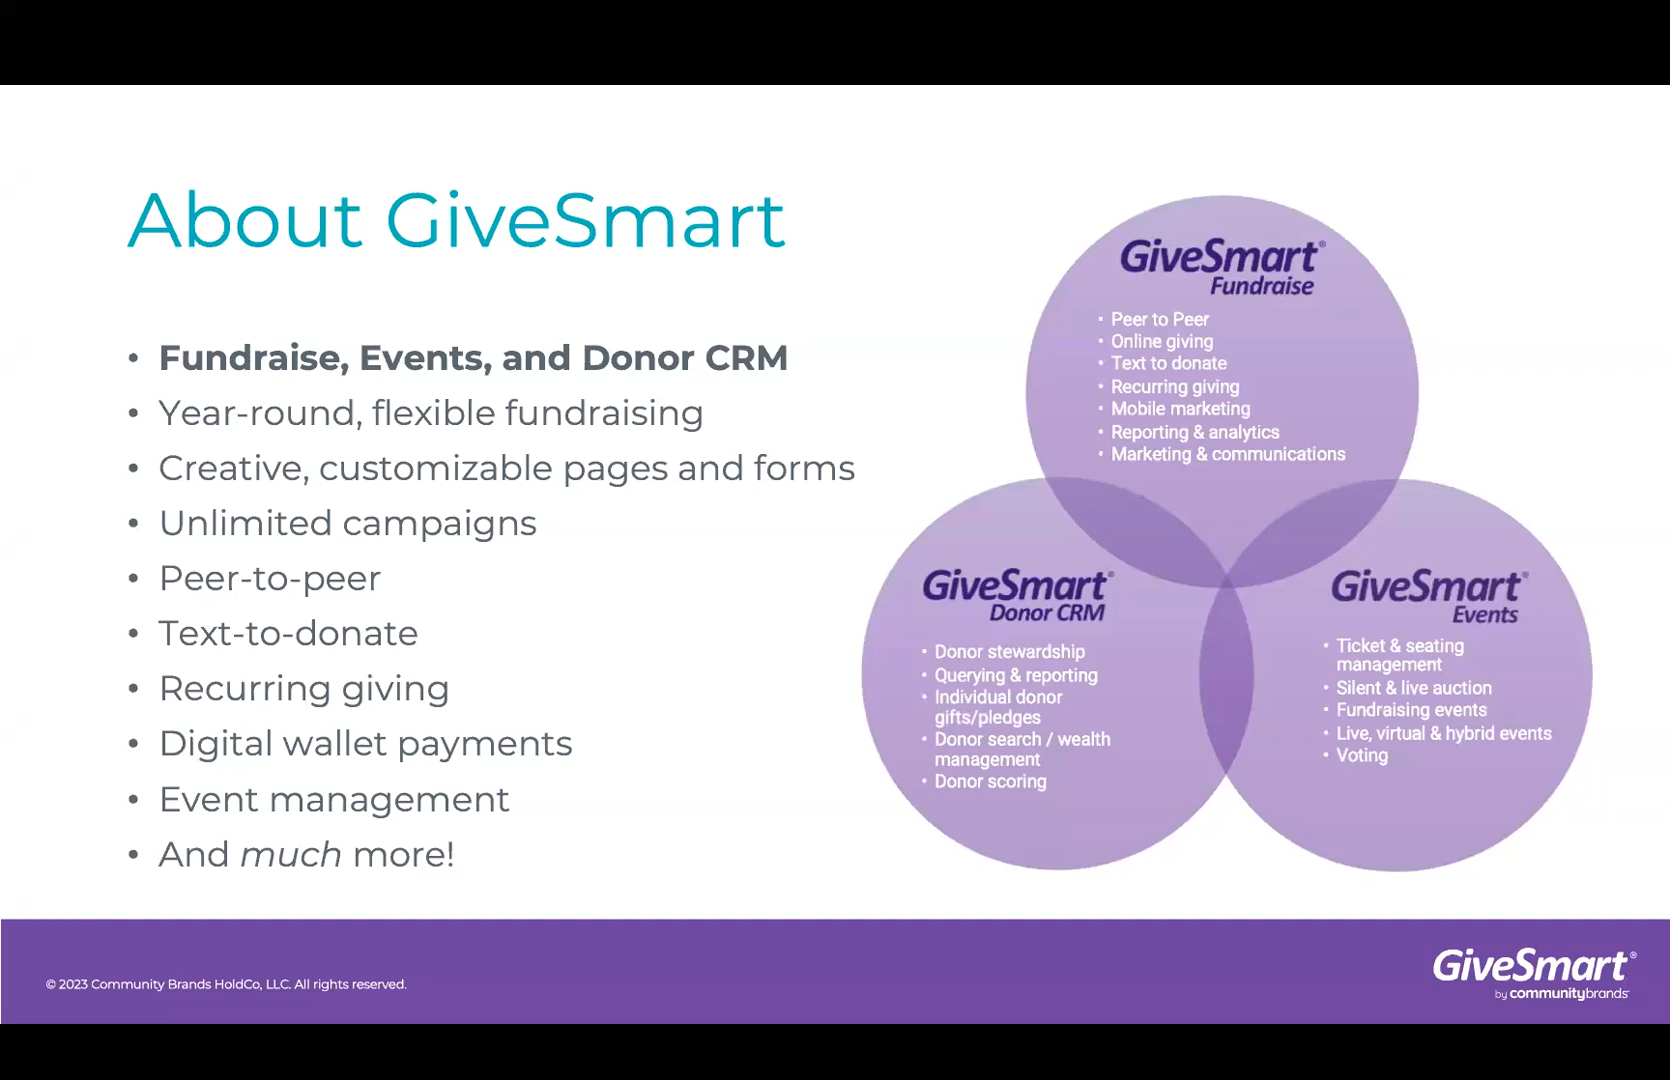 About GiveSmart
• Fundraise, Events, and Donor CRM
• Year-round, flexible fundraising
• Creative, customizable pages and forms
• Unlimited campaigns
• Peer-to-peer
• Text-to-donate
• Recurring giving
• Digital wallet payments
• Event management
• And much more!
GiveSmart®
Fundraise
• Peer to Peer
• Online giving
• Text to donate
• Recurring giving
• Mobile marketing
• Reporting & analytics
• Marketing & communications
GiveSmart®
Donor CRM
• Donor stewardship
• Querying & reporting
• Individual donor
gifts/pledges
• Donor search / wealth
management
• Donor scoring
GiveSmart®
Events
• Ticket & seating
management
• Silent & live auction
• Fundraising events
• Live, virtual & hybrid events
• Voting
© 2023 Community Brands HoldCo, LLC. All rights reserved.
GiveSmart®
by communitybrands